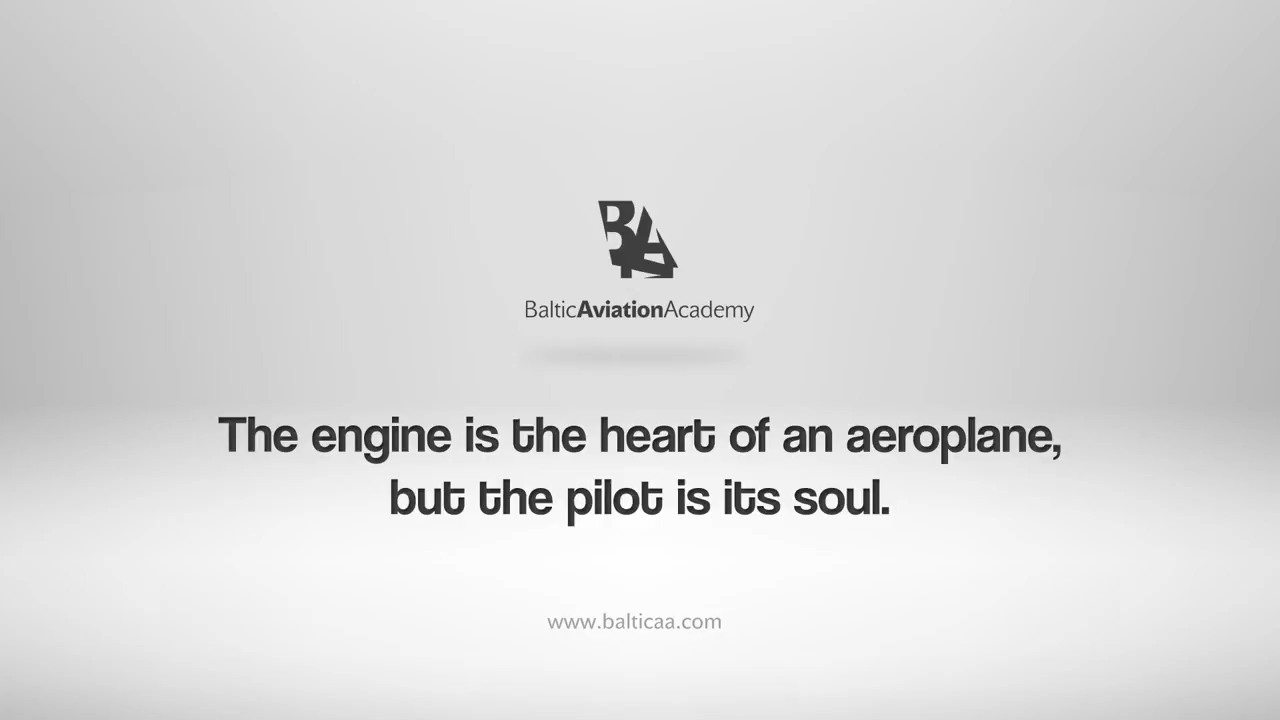 BA
BalticAviationAcademy
The engine is the heart of an aeroplane,
but the pilot is its soul.
www.balticaa.com